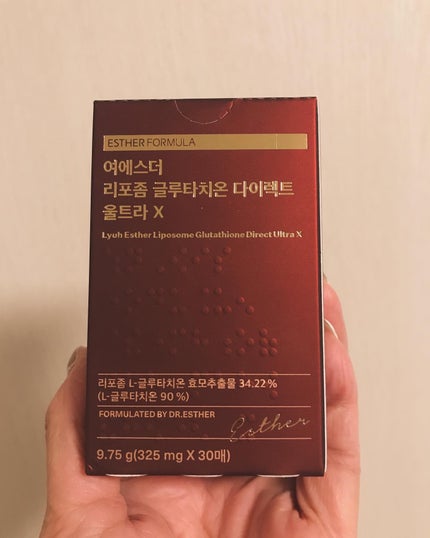 ESTHER FORMULA
여에스더
리포좀 글루타치온 다이렉트
울트라 X
Lyuh Esther Liposome Glutathione Direct Ultra X
리포좀 L-글루타치온 효모추출물 34.22 %
(L-글루타치온 90 %)
FORMULATED BY DR.ESTHER
Esther
9.75 g(325 mg X 30매)